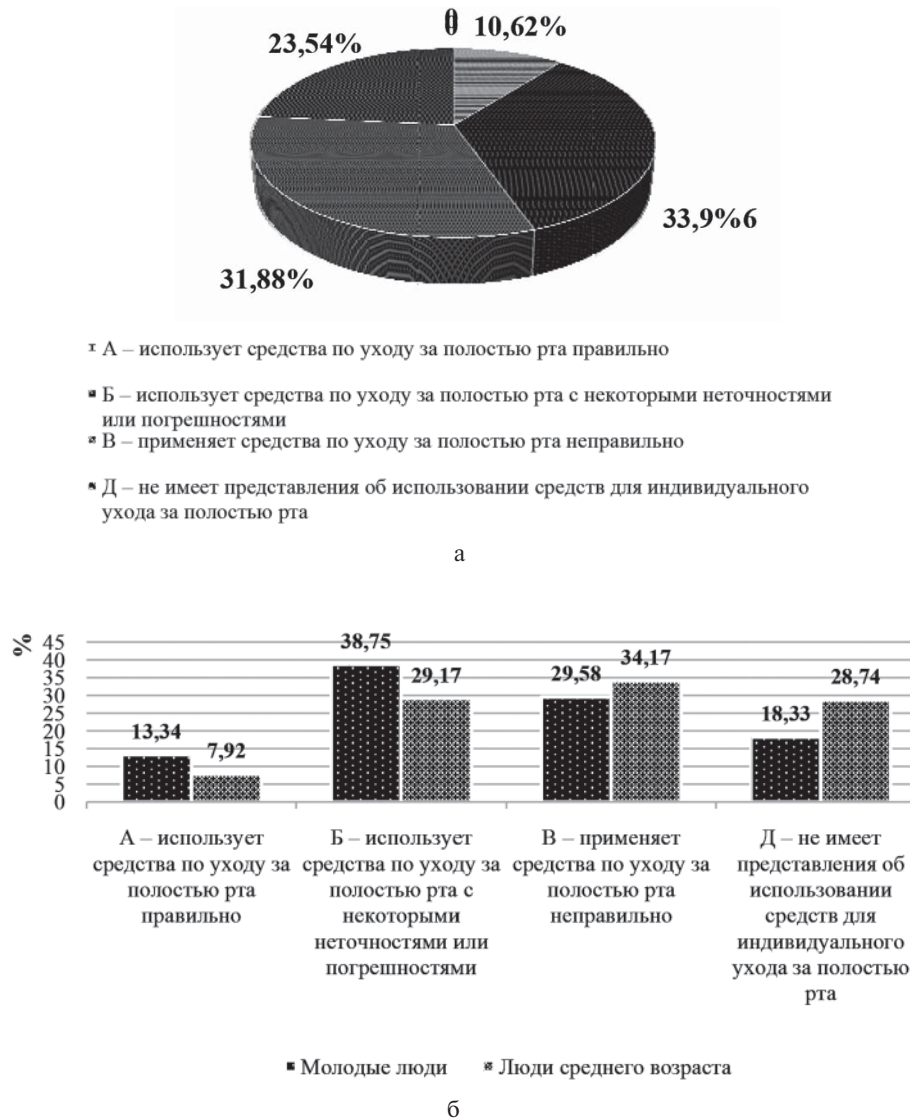 0 10,62%
23,54%
33,9%6
31,88%
А – использует средства по уходу за полостью рта правильно
Б – использует средства по уходу за полостью рта с некоторыми неточностями
или погрешностями
В – применяет средства по уходу за полостью рта неправильно
Д – не имеет представления об использовании средств для индивидуального
ухода за полостью рта
а
%
45
40
35
30
25
20
15
10
5
0
13,34
7,92
38,75
29,17
29,58
34,17
18,33
28,74
А – использует
средства по уходу за
полостью рта
правильно
Б – использует
средства по уходу за
полостью рта с
некоторыми
неточностями или
погрешностями
В – применяет
средства по уходу за
полостью рта
неправильно
Д – не имеет
представления об
использовании
средств для
индивидуального
ухода за полостью
рта
Молодые люди
Люди среднего возраста
б